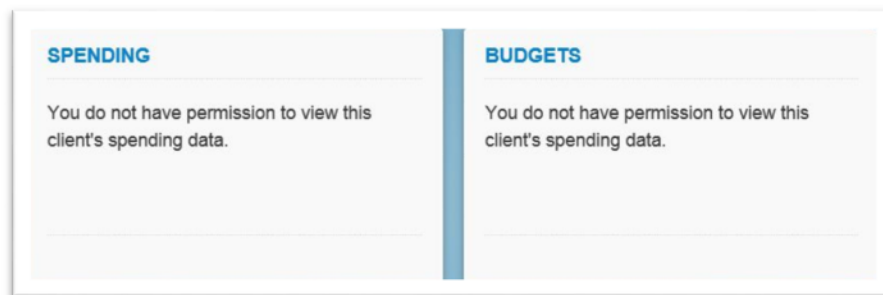 SPENDING
You do not have permission to view this
client's spending data.
BUDGETS
You do not have permission to view this
client's spending data.